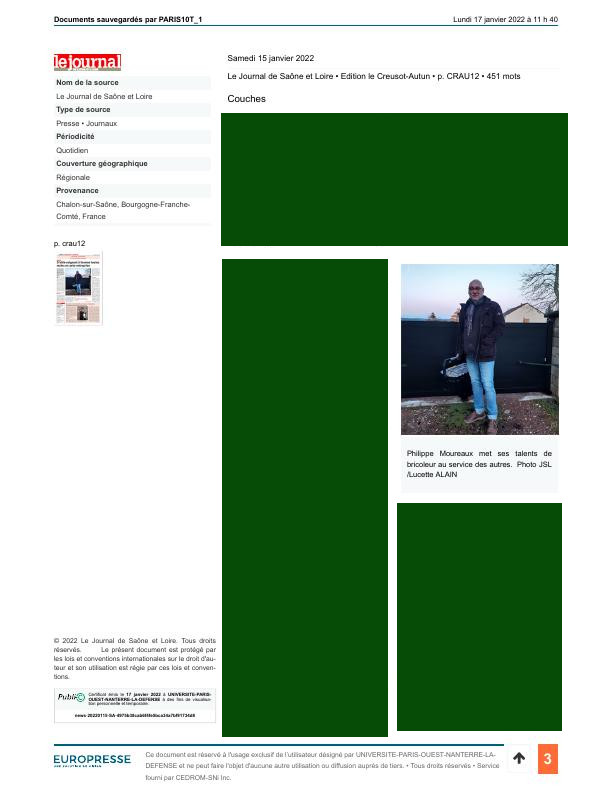 Documents sauvegardés par PARIS10T_1
Lundi 17 janvier 2022 à 11 h 40
le journal
Nom de la source
Le Journal de Saône et Loire
Type de source
Presse • Journaux
Périodicité
Quotidien
Couverture géographique
Régionale
Provenance
Chalon-sur-Saône, Bourgogne-Franche-
Comté, France
p. crau12
Samedi 15 janvier 2022
Le Journal de Saône et Loire • Edition le Creusot-Autun • p. CRAU12 • 451 mots
Couches
Philippe Moureaux met ses talents de
bricoleur au service des autres. Photo JSL
/Lucette ALAIN
© 2022 Le Journal de Saône et Loire. Tous droits
réservés. Le présent document est protégé par
les lois et conventions internationales sur le droit d'au-
teur et son utilisation est régie par ces lois et conven-
tions.
Public ©
Certificat émis le 17 janvier 2022 à UNIVERSITE-PARIS-
OUEST-NANTERRE-LA-DEFENSE à des fins de visualisa-
tion personnelle et temporaire.
EUROPRESSE
Ce document est réservé à l'usage exclusif de l'utilisateur désigné par UNIVERSITE-PARIS-OUEST-NANTERRE-LA-
DEFENSE et ne peut faire l'objet d'aucune autre utilisation ou diffusion auprès de tiers. • Tous droits réservés • Service
fourni par CEDROM-SNi Inc.
3